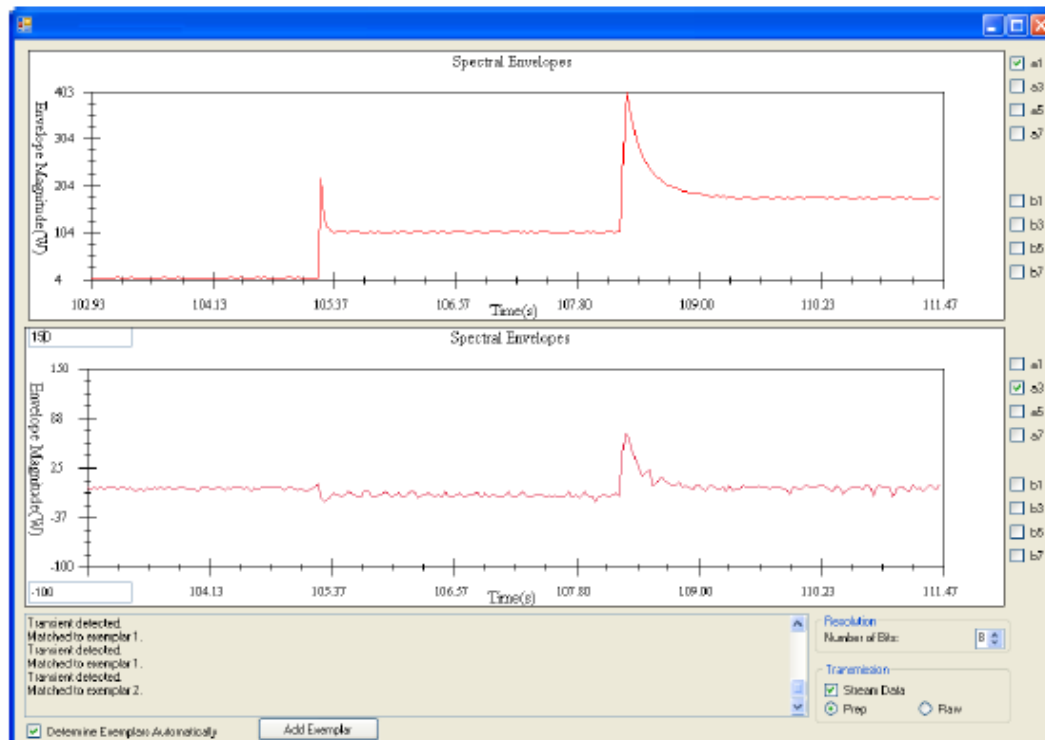 Spectral Envelopes
Envelope Magnitude(W)
403
304
204
104
4
102.93
104.13
105.37
106.57
107.80
109.00
110.23
111.47
Time(s)
a1
a3
a5
a7
b1
b3
b5
b7
150
Spectral Envelopes
Envelope Magnitude(W)
150
88
25
-37
-100
-100
104.13
105.37
106.57
107.80
109.00
110.23
111.47
Time(s)
a1
a3
a5
a7
b1
b3
b5
b7
Transient detected.
Matched to exemplar 1.
Transient detected.
Matched to exemplar 1.
Transient detected.
Matched to exemplar 2.
Resolution
Number of Bits: 8
Transmission
Stream Data
Prep Raw
Determine Exemplars Automatically
Add Exemplar